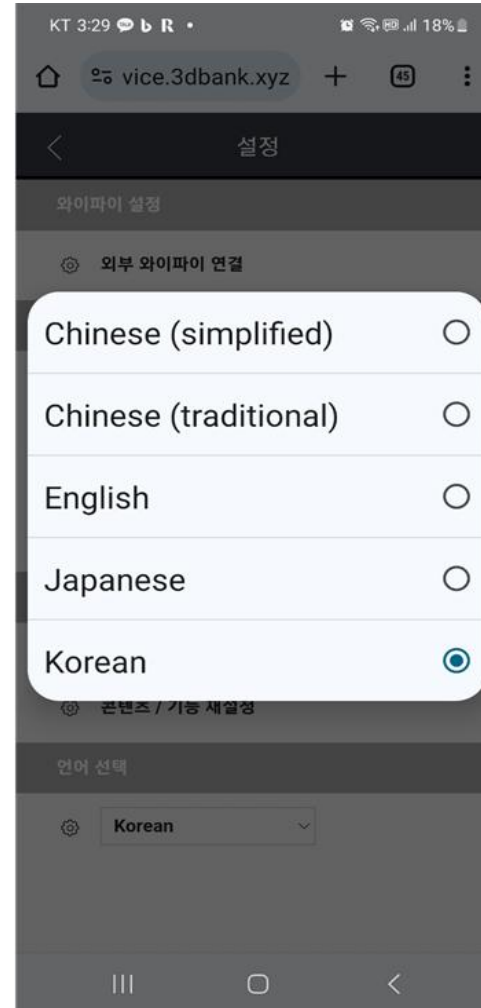 KT 3:29 TALK b R •
HD 18%
vice.3dbank.xyz + 45
설정
와이파이 설정
외부 와이파이 연결
Chinese (simplified)
Chinese (traditional)
English
Japanese
Korean
콘텐츠 / 기능 재설정
언어 선택
Korean